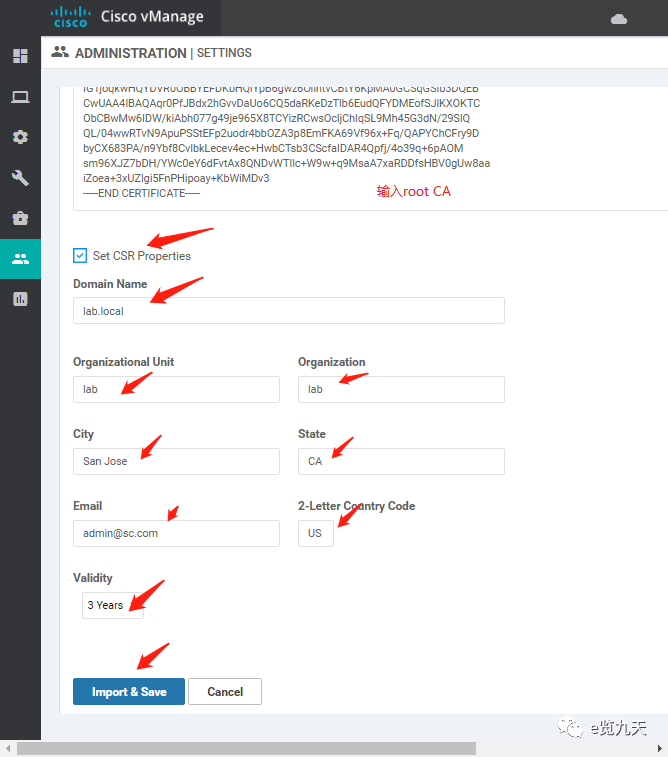 CISCO Cisco vManage
ADMINISTRATION | SETTINGS
CwUAA4IBAQAqr0PfJBdx2hGvvDaUo6CQ5daRKeDzTIb6EudQFYDMEofSJIKXOKTC
ObCBwMw6IDW/kiAbh077g49je965X8TCYizRCwsOcljChIqSL9Mh45G3dN/29SIQ
QL/04wwRTvN9ApuPSStEFp2uodr4bbOZA3p8EmFKA69Vf96x+Fq/QAPYChCFry9D
byCX683PA/n9Ybf8CvIbkLecev4ec+HwbCTsb3CScfaIDAR4Qpfj/4o39q+6pAOM
sm96XJZ7bDH/YWc0eY6dFvtAx8QNDvWTIlc+W9w+q9MsaA7xaRDDfsHBV0gUw8aa
iZoea+3xUZIgi5FnPHipoay+KbWiMDv3
-----END CERTIFICATE-----
输入root CA
Set CSR Properties
Domain Name
lab.local
Organizational Unit Organization
lab lab
City State
San Jose CA
Email 2-Letter Country Code
admin@sc.com US
Validity
3 Years
Import & Save Cancel
e览九天